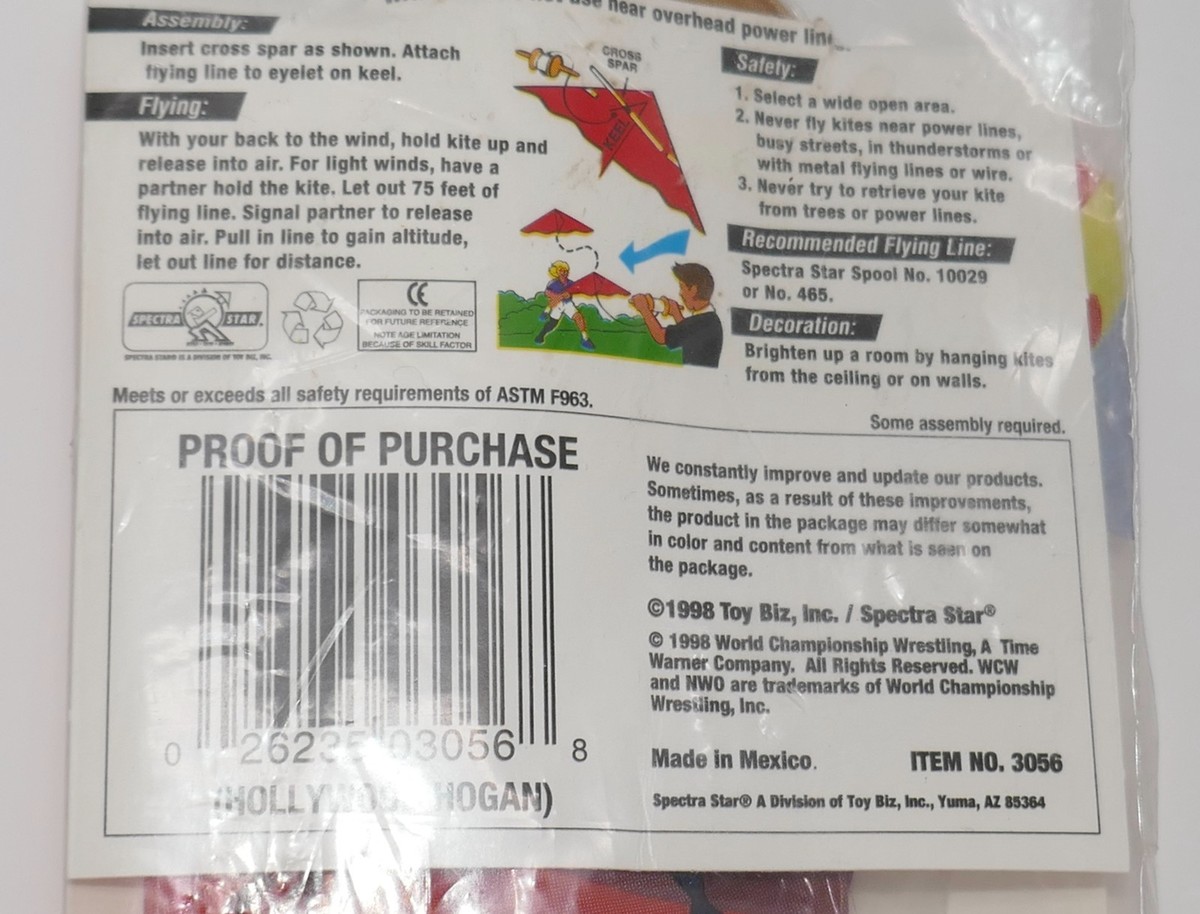 use near overhead power
Assembly:
Insert cross spar as shown. Attach
flying line to eyelet on keel.
Flying:
With your back to the wind, hold kite up and
release into air. For light winds, have a
partner hold the kite. Let out 75 feet of
flying line. Signal partner to release
into air. Pull in line to gain altitude,
let out line for distance.
SPECTRA STAR
SPECTRA STAR® IS A DIVISION OF TOY BIZ, INC.
CE
PACKAGING TO BE RETAINED
FOR FUTURE REFERENCE
NOTE AGE LIMITATION
BECAUSE OF SKILL FACTOR
CROSS
SPAR
KEEL
Safety:
1. Select a wide open area.
2. Never fly kites near power lines,
busy streets, in thunderstorms or
with metal flying lines or wire.
3. Never try to retrieve your kite
from trees or power lines.
Recommended Flying Line:
Spectra Star Spool No. 10029
or No. 465.
Decoration:
Brighten up a room by hanging kites
from the ceiling or on walls.
Meets or exceeds all safety requirements of ASTM F963.
Some assembly required.
PROOF OF PURCHASE
0 26235 03056 8
(HOLLYWOOD HOGAN)
We constantly improve and update our products.
Sometimes, as a result of these improvements,
the product in the package may differ somewhat
in color and content from what is seen on
the package.
©1998 Toy Biz, Inc. / Spectra Star®
© 1998 World Championship Wrestling, A Time
Warner Company. All Rights Reserved. WCW
and NWO are trademarks of World Championship
Wrestling, Inc.
Made in Mexico.
ITEM NO. 3056
Spectra Star® A Division of Toy Biz, Inc., Yuma, AZ 85364